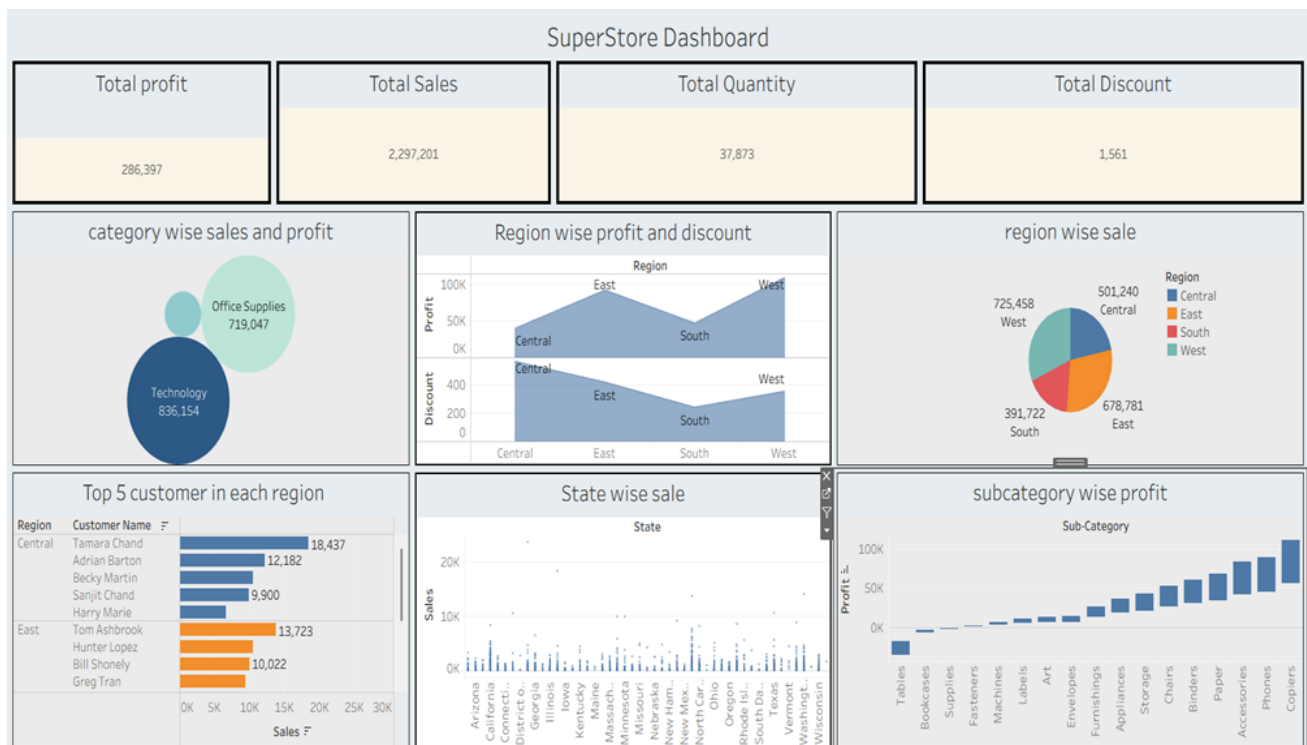 SuperStore Dashboard
Total profit
286,397
Total Sales
2,297,201
Total Quantity
37,873
Total Discount
1,561
category wise sales and profit
Office Supplies
719,047
Technology
836,154
Region wise profit and discount
Region
Profit
100K
50K
0K
Central
East
South
West
Discount
400
200
0
Central
East
South
West
Central
East
South
West
region wise sale
725,458
West
501,240
Central
391,722
South
678,781
East
Region
Central
East
South
West
Top 5 customer in each region
Region
Customer Name
Central
Tamara Chand
18,437
Adrian Barton
12,182
Becky Martin
Sanjit Chand
9,900
Harry Marie
East
Tom Ashbrook
13,723
Hunter Lopez
Bill Shonely
10,022
Greg Tran
0K 5K 10K 15K 20K 25K 30K
Sales
State wise sale
State
Sales
20K
10K
0K
Arizona
California
Connecti..
District o..
Georgia
Illinois
Iowa
Kentucky
Maine
Massach..
Minnesota
Missouri
Nebraska
New Ham..
New Mex..
North Car..
Ohio
Oregon
Rhode Isl..
South Da..
Texas
Vermont
Washingt..
Wisconsin
subcategory wise profit
Sub-Category
Profit
100K
50K
0K
Tables
Bookcases
Supplies
Fasteners
Machines
Labels
Art
Envelopes
Furnishings
Appliances
Storage
Chairs
Binders
Paper
Accessories
Phones
Copiers